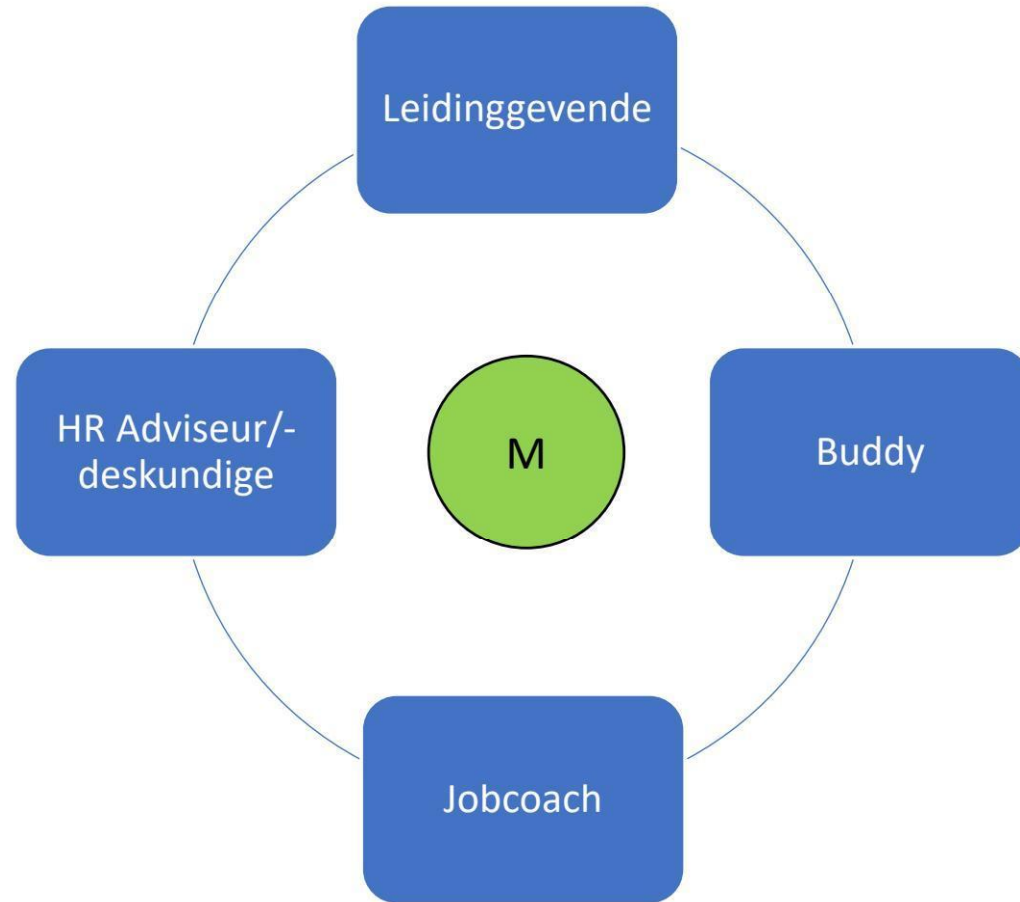 Leidinggevende
HR Adviseur/-
deskundige
M
Buddy
Jobcoach